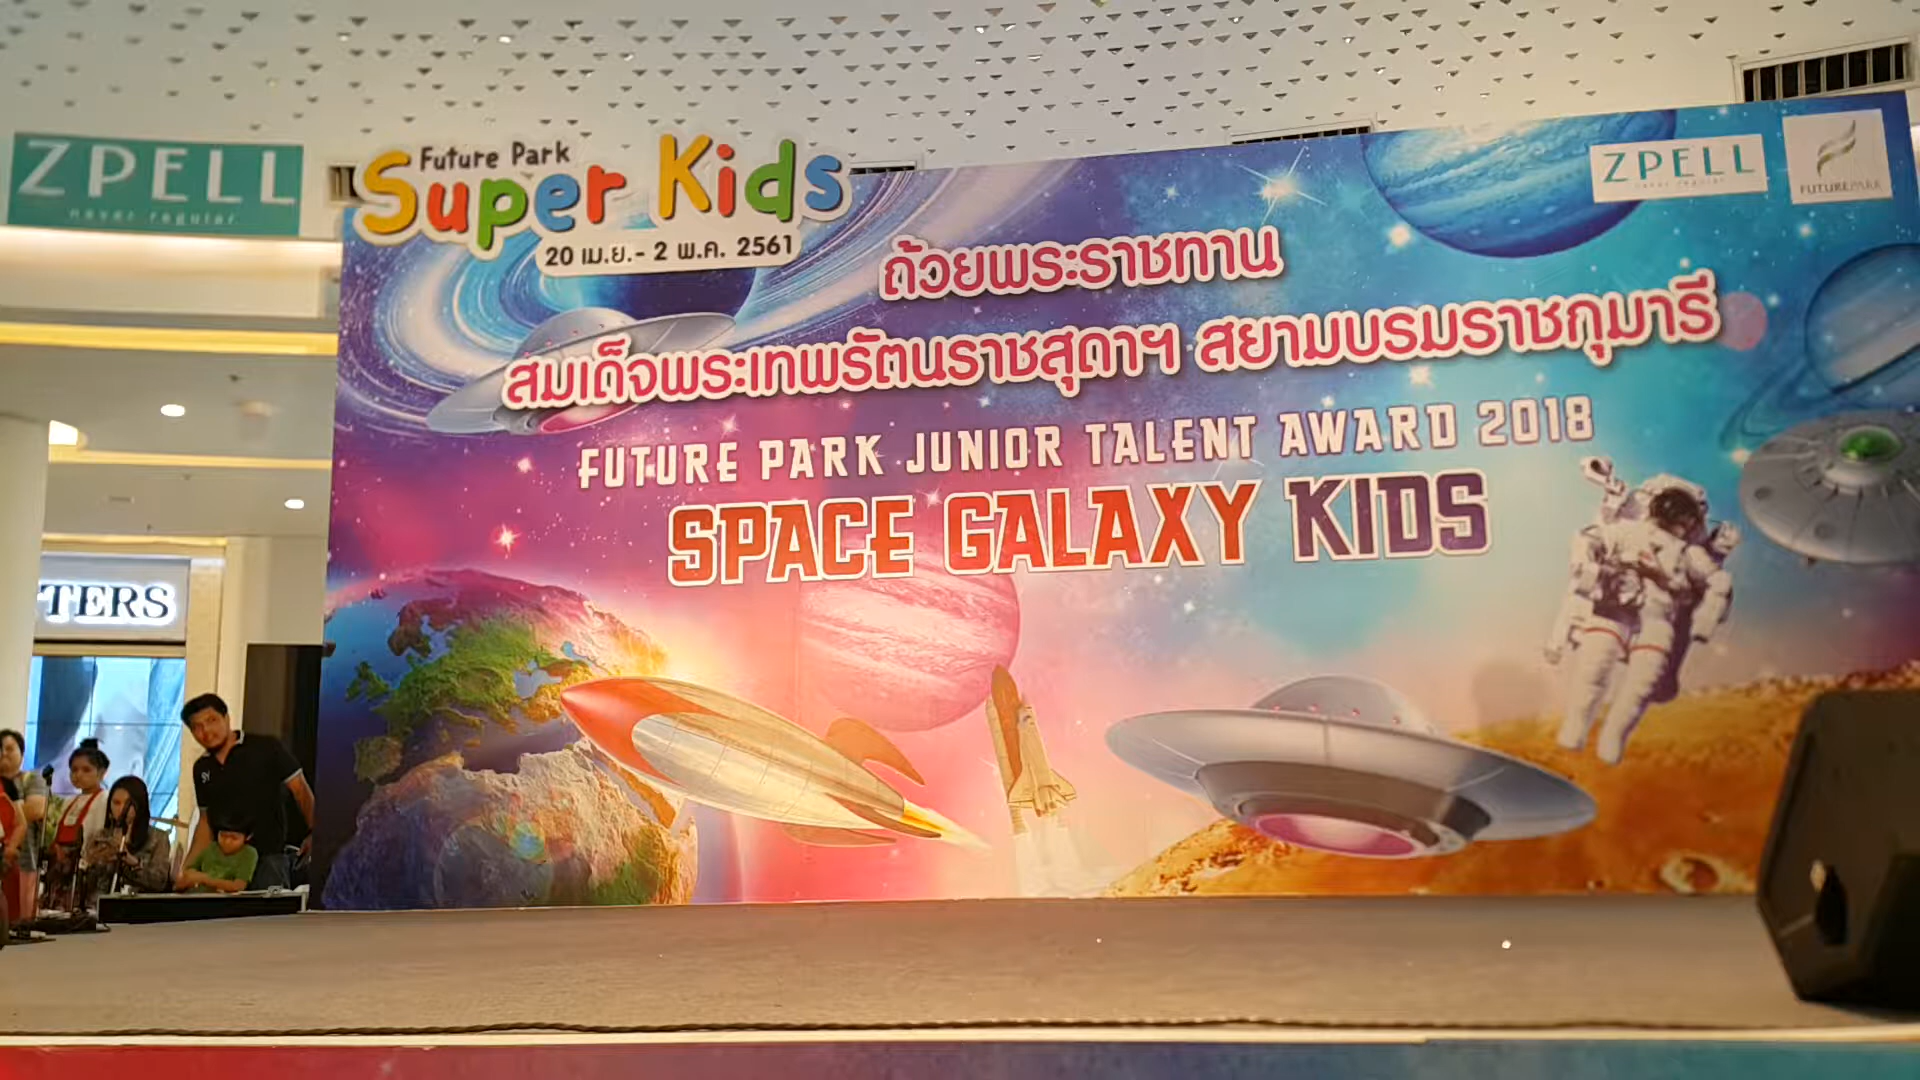 ZPELL
never regular
Future Park
Super Kids
20 เม.ย.- 2 พ.ค. 2561
ZPELL
never regular
FUTUREPARK
ถ้วยพระราชทาน
สมเด็จพระเทพรัตนราชสุดาฯ สยามบรมราชกุมารี
FUTURE PARK JUNIOR TALENT AWARD 2018
SPACE GALAXY KIDS
TERS